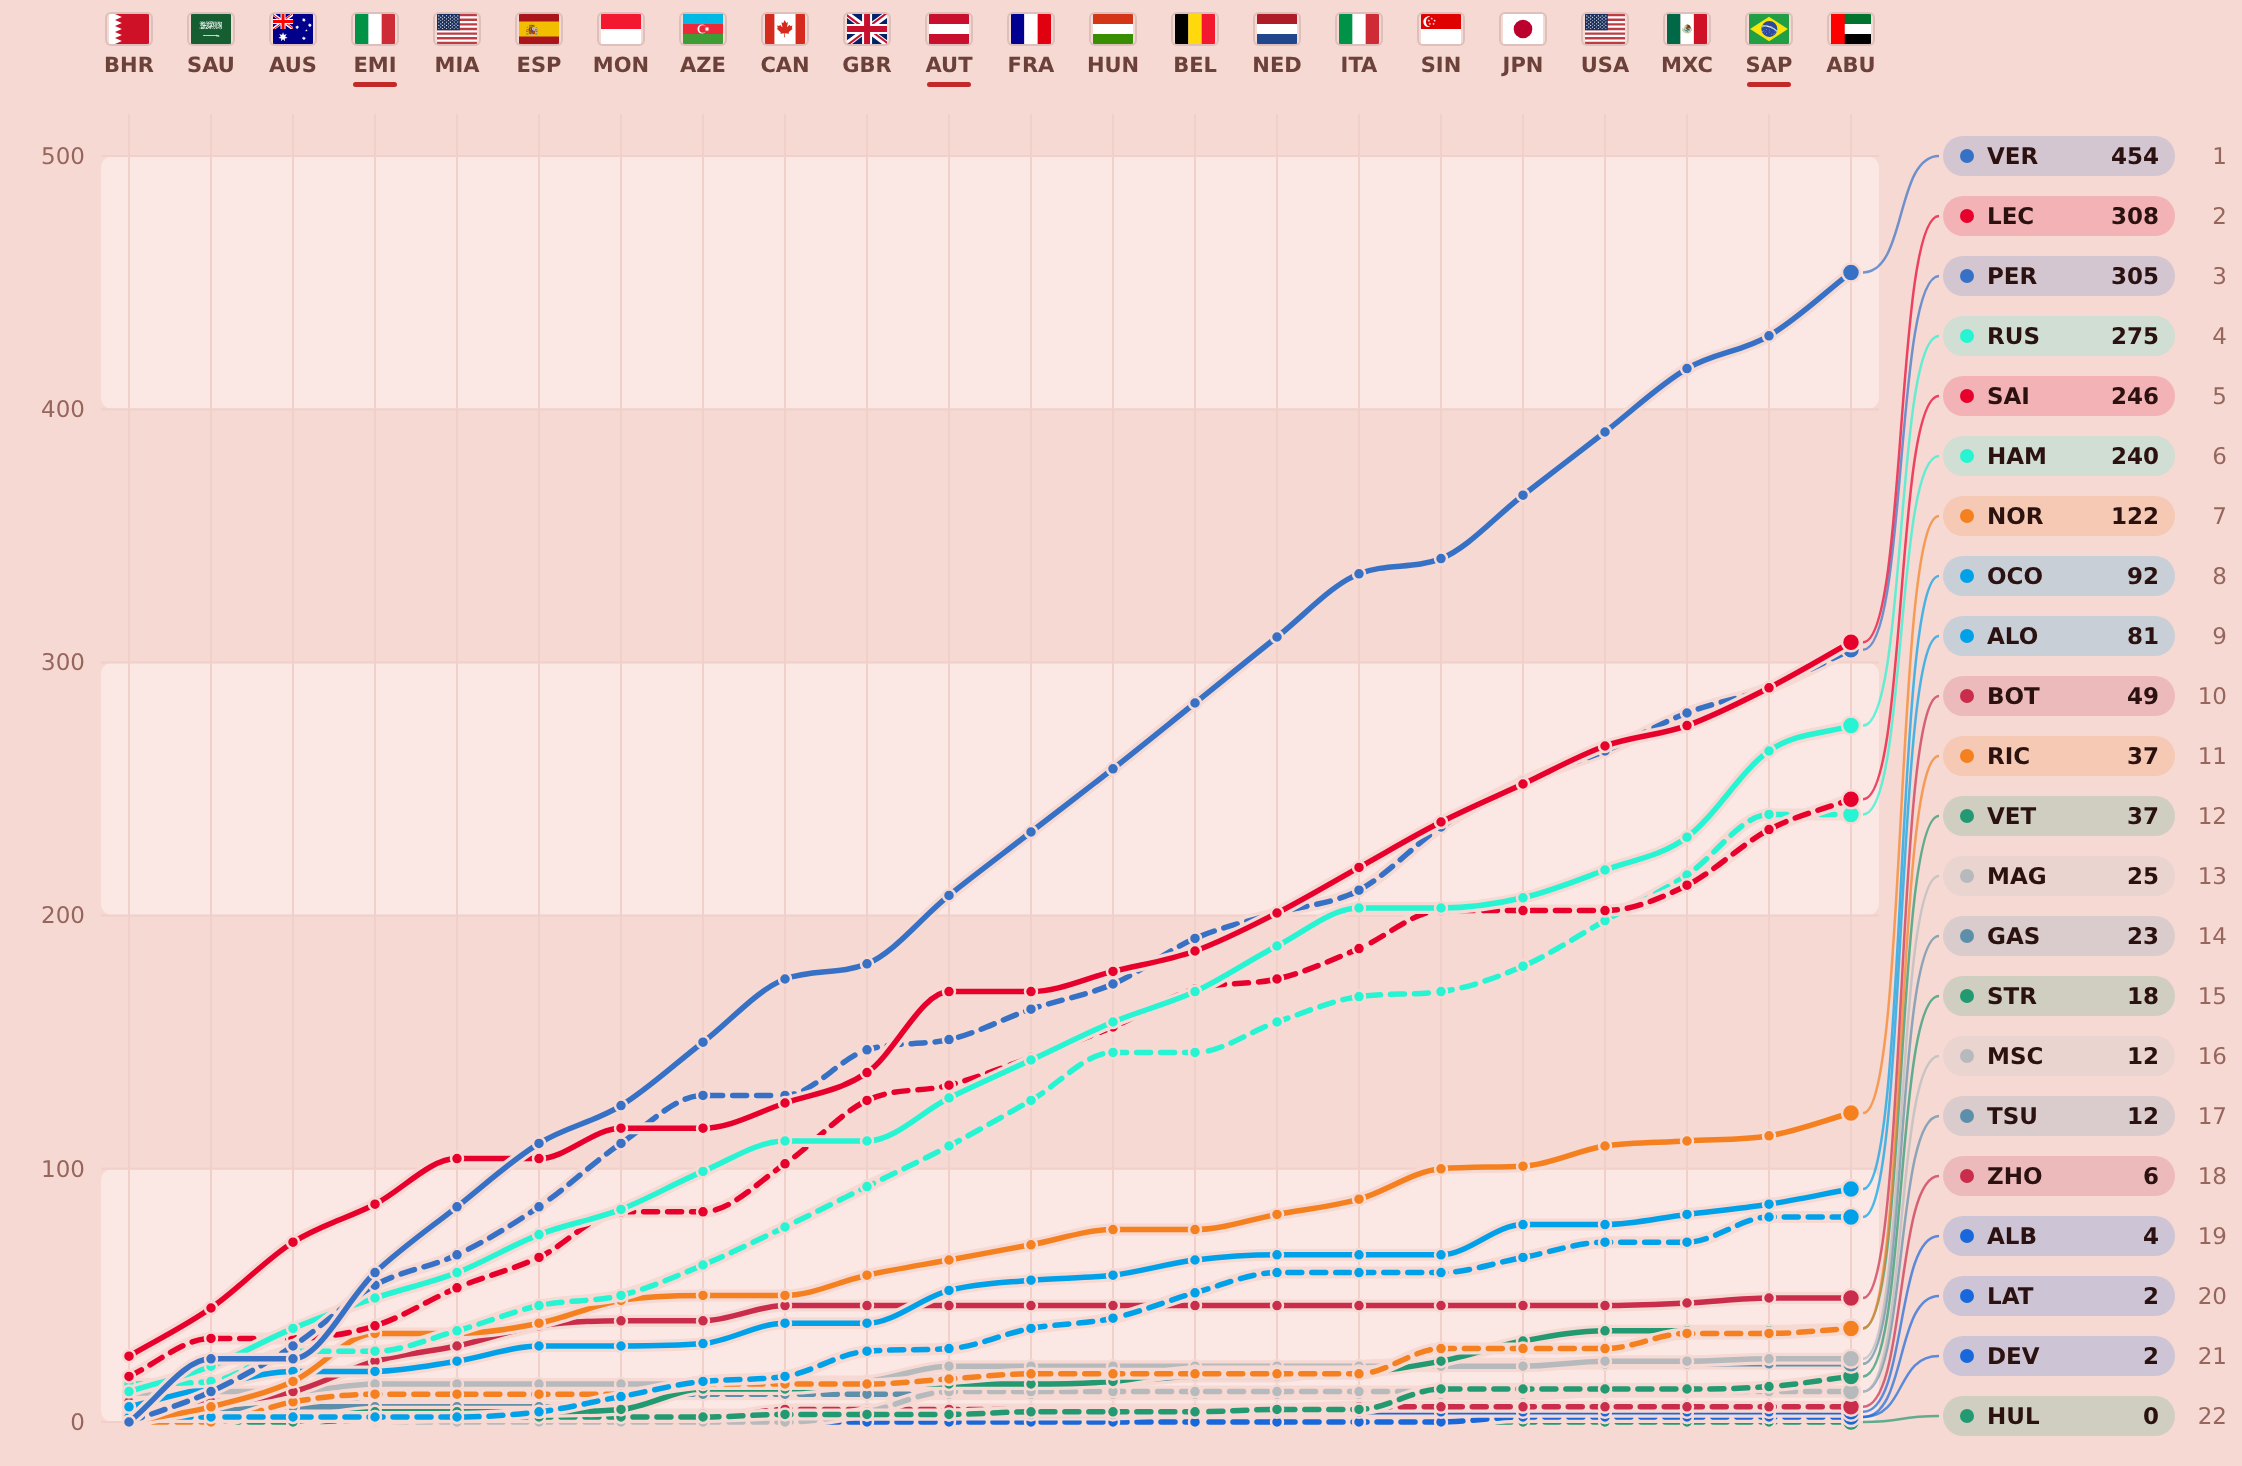 BHR SAU AUS EMI MIA ESP MON AZE CAN GBR AUT FRA HUN BEL NED ITA SIN JPN USA MXC SAP ABU
500
400
300
200
100
0
VER 454 1
LEC 308 2
PER 305 3
RUS 275 4
SAI 246 5
HAM 240 6
NOR 122 7
OCO 92 8
ALO 81 9
BOT 49 10
RIC 37 11
VET 37 12
MAG 25 13
GAS 23 14
STR 18 15
MSC 12 16
TSU 12 17
ZHO 6 18
ALB 4 19
LAT 2 20
DEV 2 21
HUL 0 22